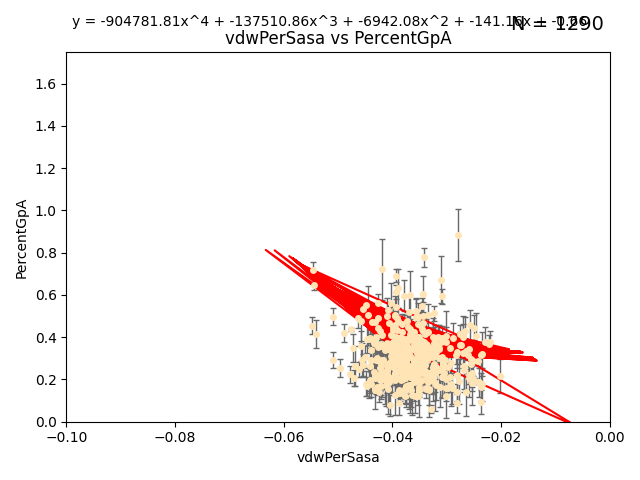 y = -904781.81x^4 + -137510.86x^3 + -6942.08x^2 + -141.16x + -0.66
N = 1290
vdwPerSasa vs PercentGpA
PercentGpA
1.6
1.4
1.2
1.0
0.8
0.6
0.4
0.2
0.0
−0.10 −0.08 −0.06 −0.04 −0.02 0.00
vdwPerSasa